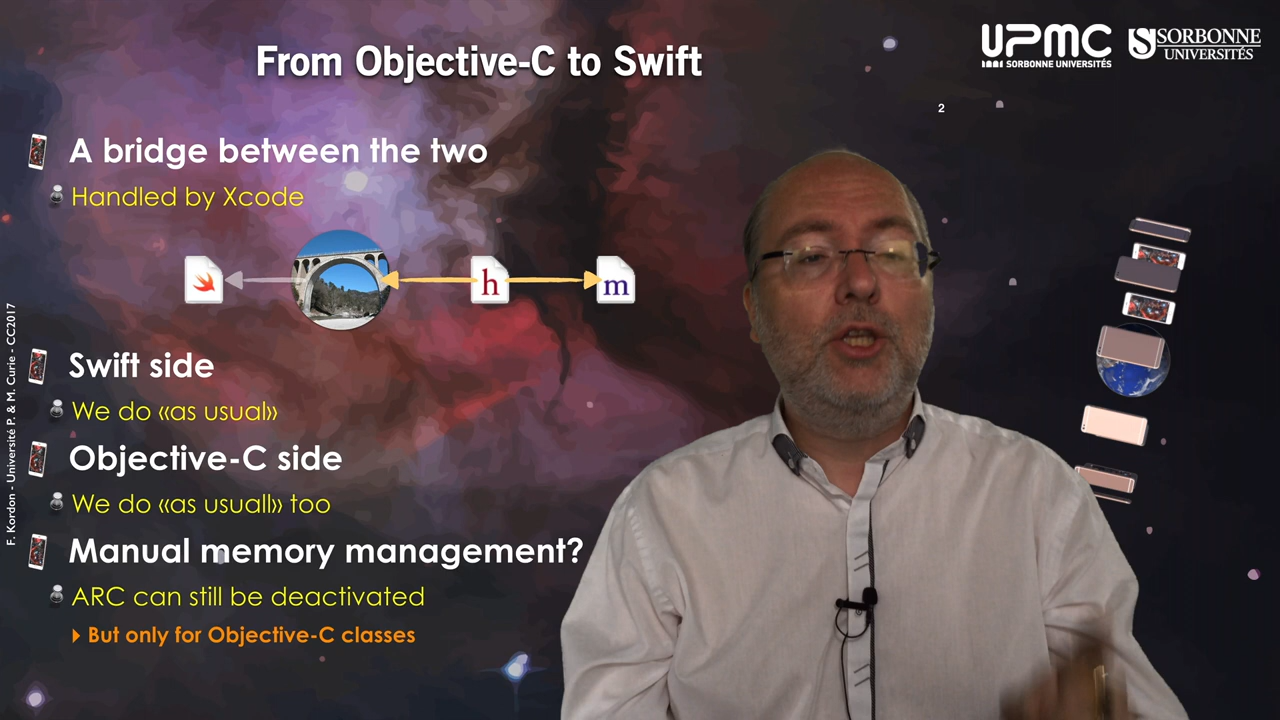 From Objective-C to Swift
UPMC
SORBONNE UNIVERSITÉS
SORBONNE
UNIVERSITÉS
2
A bridge between the two
Handled by Xcode
h
m
Swift side
We do «as usual»
Objective-C side
We do «as usuall» too
Manual memory management?
ARC can still be deactivated
But only for Objective-C classes
F. Kordon - Université P. & M. Curie - CC2017